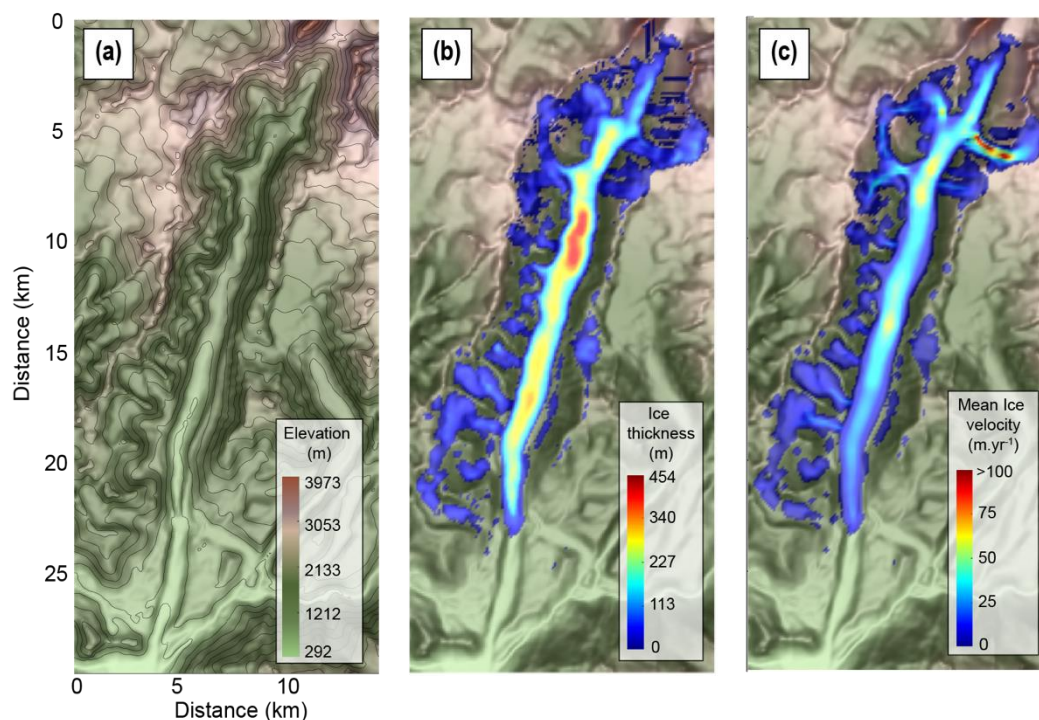 (a)
(b)
(c)
0
5
10
15
20
25
Distance (km)
0
5
10
Distance (km)
Elevation
(m)
3973
3053
2133
1212
292
Ice
thickness
(m)
454
340
227
113
0
Mean Ice
velocity
(m.yr⁻¹)
>100
75
50
25
0